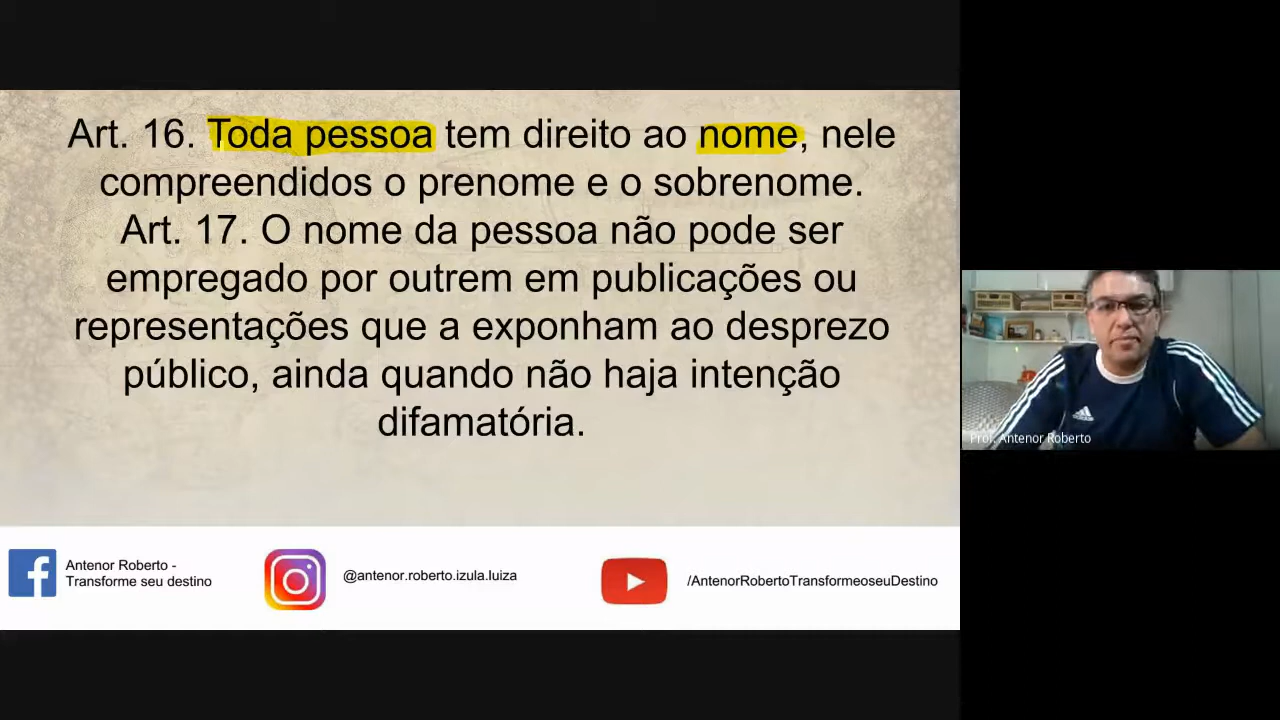 Art. 16. Toda pessoa tem direito ao nome, nele
compreendidos o prenome e o sobrenome.
Art. 17. O nome da pessoa não pode ser
empregado por outrem em publicações ou
representações que a exponham ao desprezo
público, ainda quando não haja intenção
difamatória.
Antenor Roberto -
Transforme seu destino
@antenor.roberto.izula.luiza
/AntenorRobertoTransformeoseuDestino
adidas
Prof. Antenor Roberto